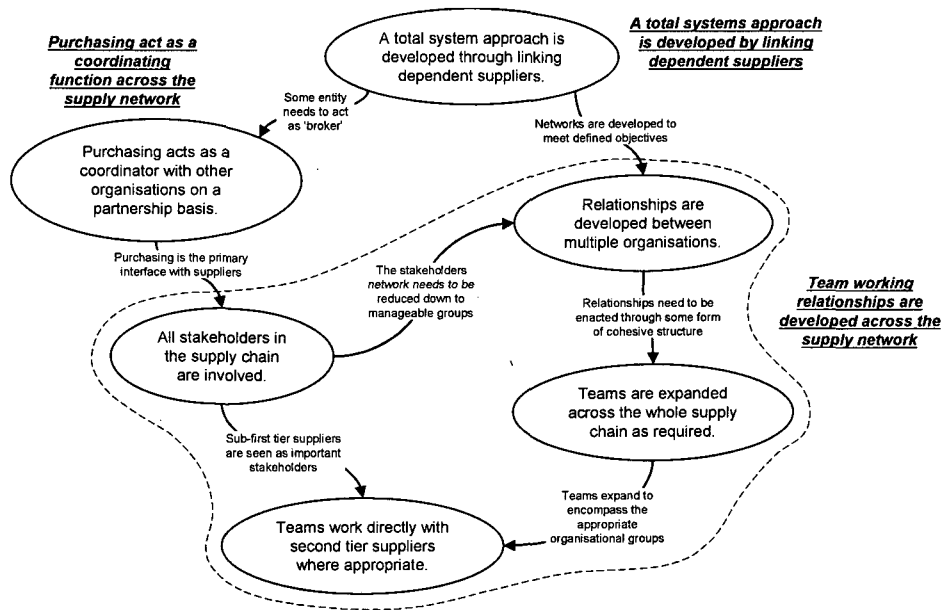 Purchasing act as a
coordinating
function across the
supply network
A total system approach is
developed through linking
dependent suppliers.
A total systems approach
is developed by linking
dependent suppliers
Some entity
needs to act
as 'broker'
Networks are developed to
meet defined objectives
Purchasing acts as a
coordinator with other
organisations on a
partnership basis.
Relationships are
developed between
multiple organisations.
Purchasing is the primary
interface with suppliers
The stakeholders
network needs to be
reduced down to
manageable groups
Relationships need to be
enacted through some form
of cohesive structure
Team working
relationships are
developed across the
supply network
All stakeholders in
the supply chain
are involved.
Teams are expanded
across the whole supply
chain as required.
Sub-first tier suppliers
are seen as important
stakeholders
Teams expand to
encompass the
appropriate
organisational groups
Teams work directly with
second tier suppliers
where appropriate.